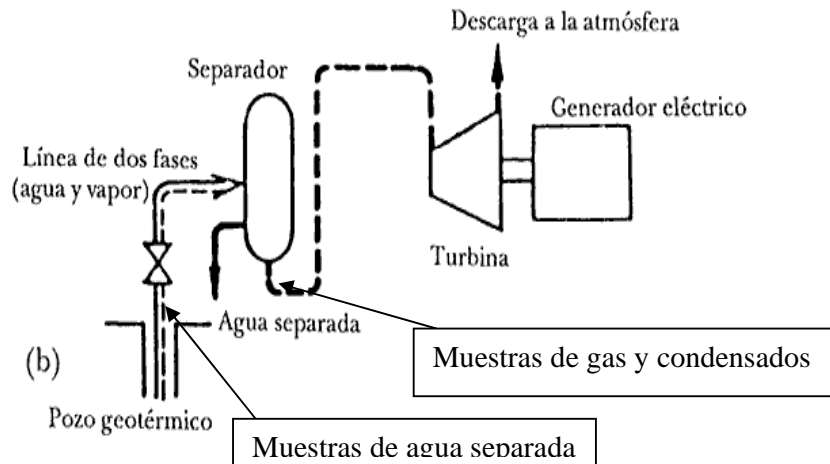 Descarga a la atmósfera
Separador
Generador eléctrico
Línea de dos fases
(agua y vapor)
Turbina
Agua separada
Muestras de gas y condensados
(b)
Pozo geotérmico
Muestras de agua separada